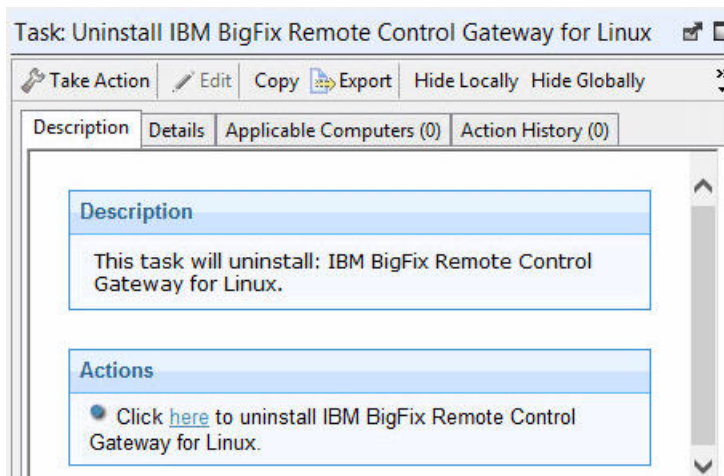 Task: Uninstall IBM BigFix Remote Control Gateway for Linux
Take Action Edit Copy Export Hide Locally Hide Globally
Description Details Applicable Computers (0) Action History (0)
Description
This task will uninstall: IBM BigFix Remote Control
Gateway for Linux.
Actions
Click here to uninstall IBM BigFix Remote Control
Gateway for Linux.